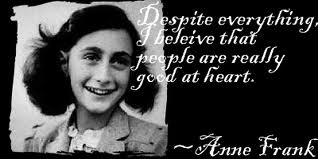 Despite everything,
I beleive that
people are really
good at heart.
~Anne Frank